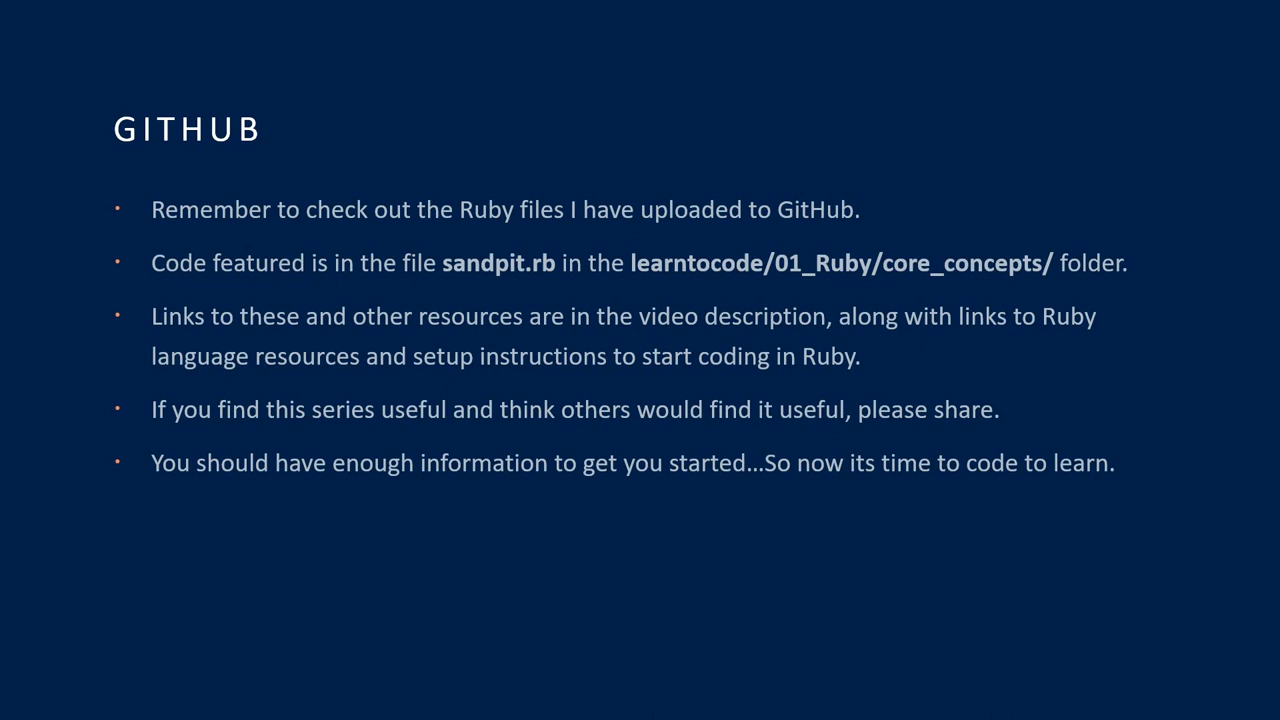 GITHUB
• Remember to check out the Ruby files I have uploaded to GitHub.
• Code featured is in the file sandpit.rb in the learntocode/01_Ruby/core_concepts/ folder.
• Links to these and other resources are in the video description, along with links to Ruby
language resources and setup instructions to start coding in Ruby.
• If you find this series useful and think others would find it useful, please share.
• You should have enough information to get you started...So now its time to code to learn.